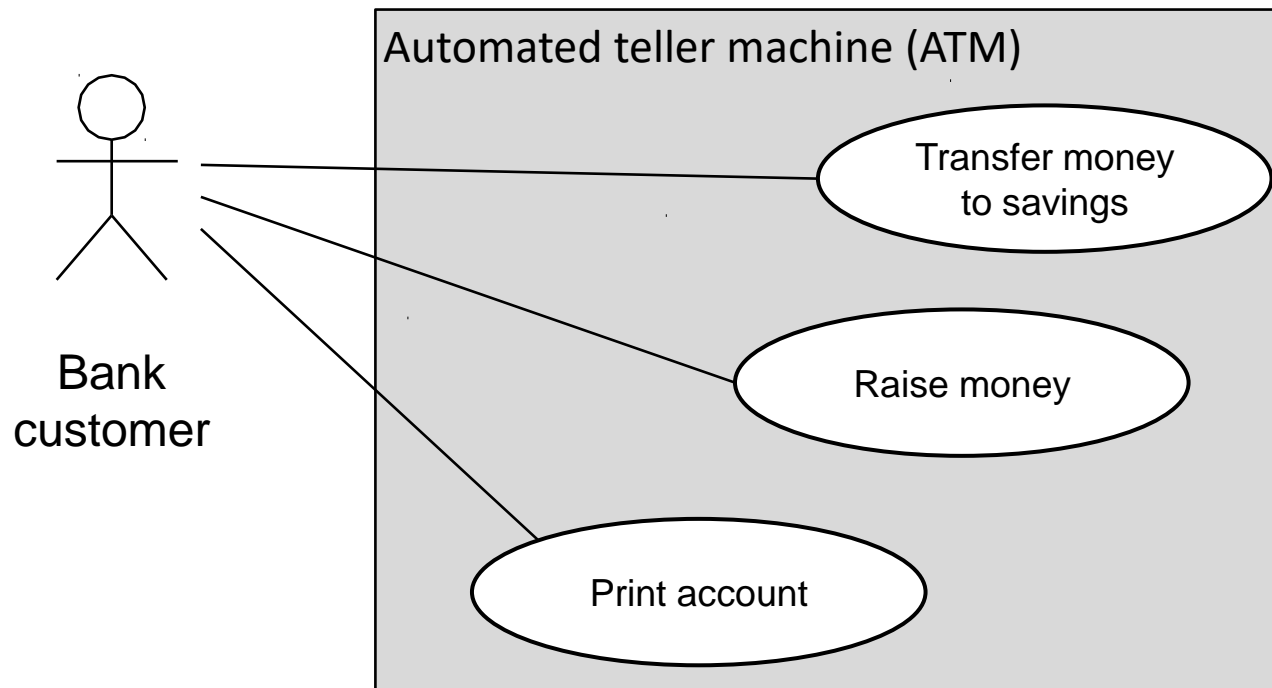 Automated teller machine (ATM)
Transfer money
to savings
Raise money
Bank
customer
Print account